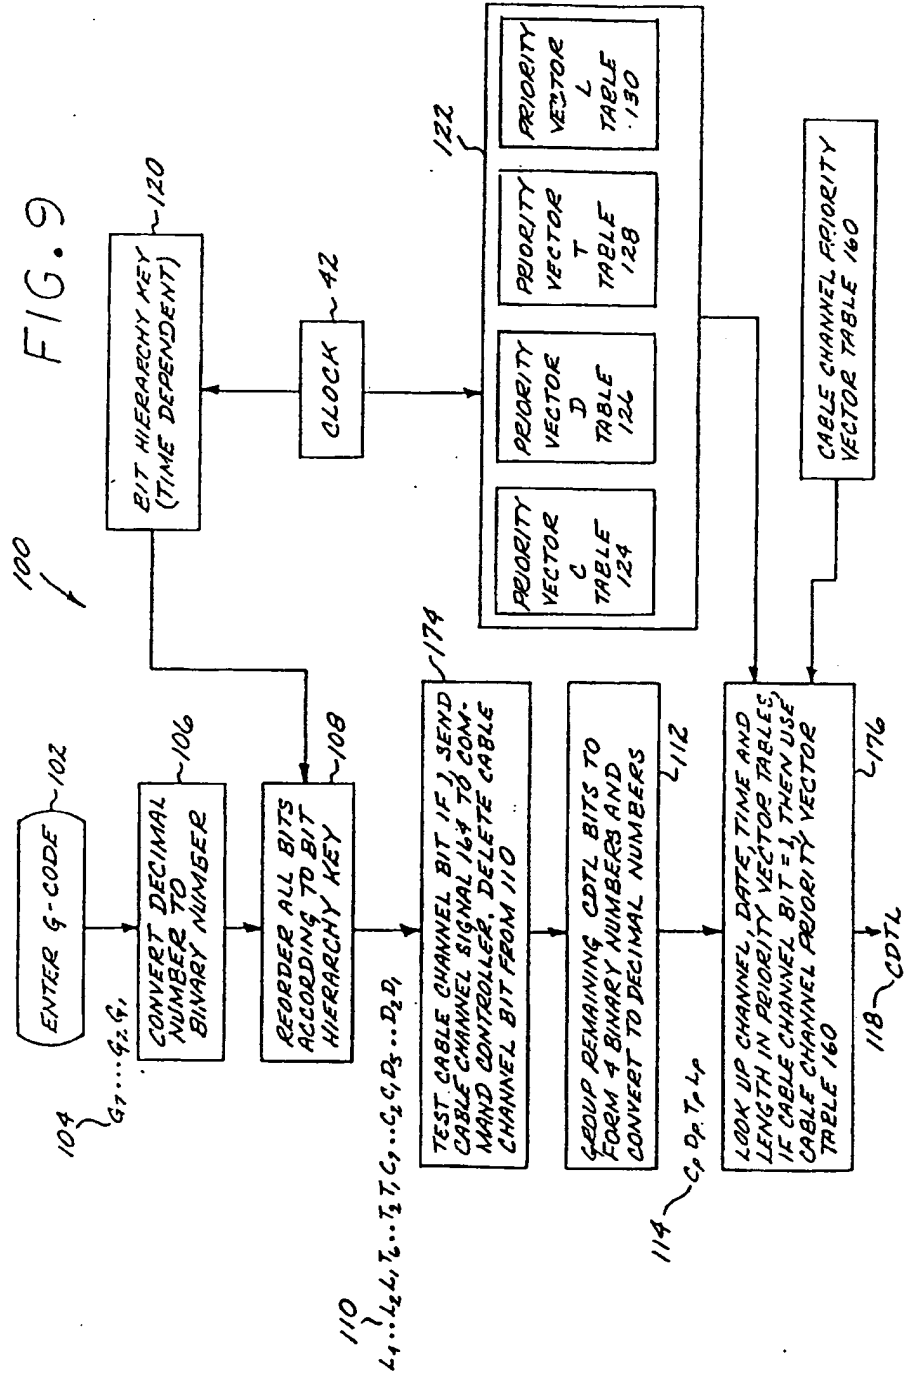 FIG. 9
100
ENTER G-CODE
102
104
G7 .... G2 G1
CONVERT DECIMAL
NUMBER TO
BINARY NUMBER
106
REORDER ALL BITS
ACCORDING TO BIT
HIERARCHY KEY
108
BIT HIERARCHY KEY
(TIME DEPENDENT)
120
CLOCK
42
110
L4 ... L2 L1 T6 ... T2 T1 C7 ... C2 C1 D5 ... D2 D1
TEST CABLE CHANNEL BIT IF 1, SEND
CABLE CHANNEL SIGNAL 164 TO COM-
MAND CONTROLLER. DELETE CABLE
CHANNEL BIT FROM 110
174
GROUP REMAINING CDTL BITS TO
FORM 4 BINARY NUMBERS AND
CONVERT TO DECIMAL NUMBERS
112
114
Cp Dp Tp Lp
122
PRIORITY
VECTOR
C
TABLE
124
PRIORITY
VECTOR
D
TABLE
126
PRIORITY
VECTOR
T
TABLE
128
PRIORITY
VECTOR
L
TABLE
130
LOOK UP CHANNEL, DATE, TIME AND
LENGTH IN PRIORITY VECTOR TABLES,
IF CABLE CHANNEL BIT = 1, THEN USE
CABLE CHANNEL PRIORITY VECTOR
TABLE 160
176
CABLE CHANNEL PRIORITY
VECTOR TABLE 160
118
CDTL